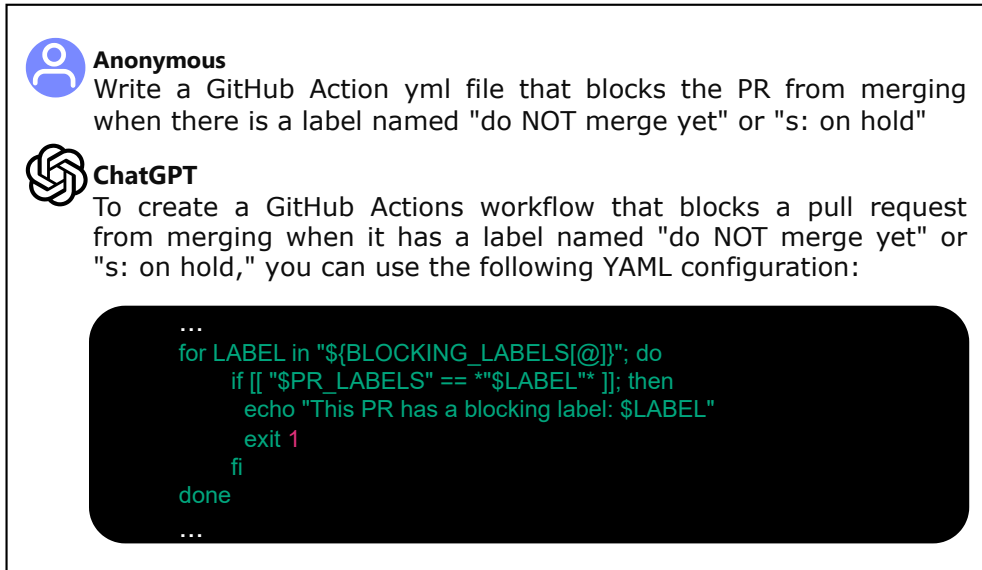 Anonymous
Write a GitHub Action yml file that blocks the PR from merging
when there is a label named "do NOT merge yet" or "s: on hold"
ChatGPT
To create a GitHub Actions workflow that blocks a pull request
from merging when it has a label named "do NOT merge yet" or
"s: on hold," you can use the following YAML configuration:
...
for LABEL in "${BLOCKING_LABELS[@]}"; do
if [[ "$PR_LABELS" == *"$LABEL"* ]]; then
echo "This PR has a blocking label: $LABEL"
exit 1
fi
done
...